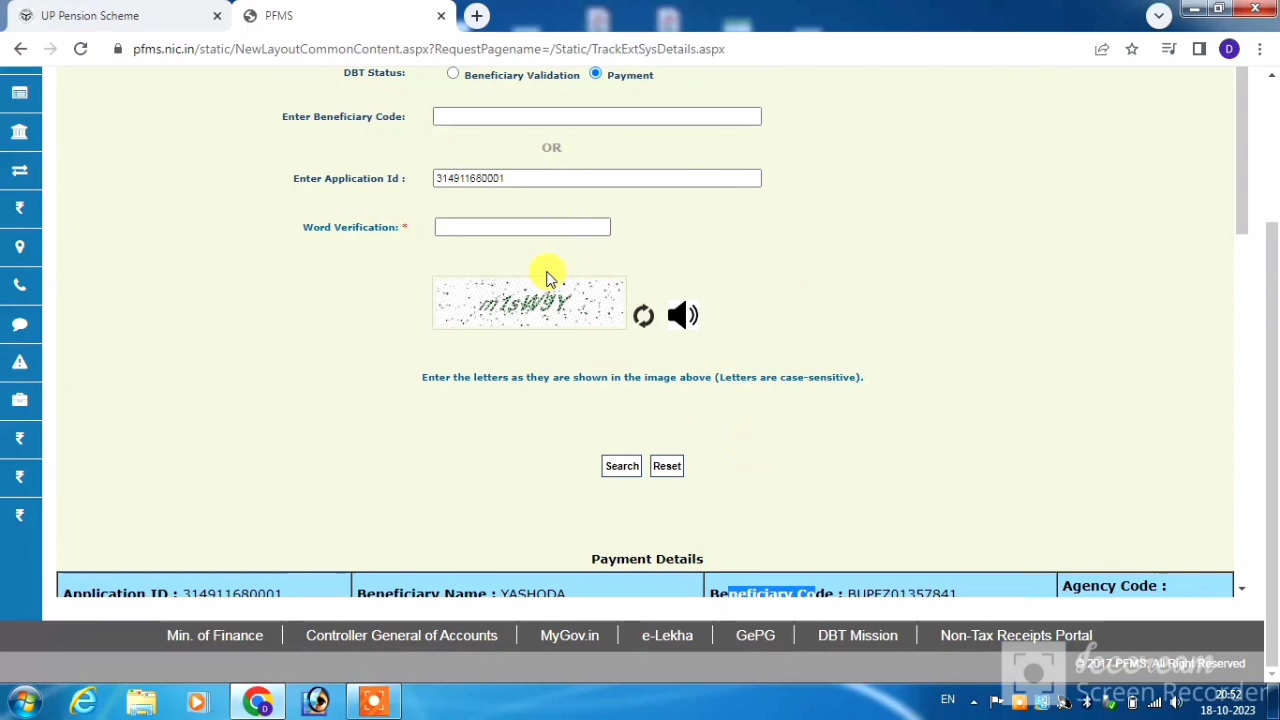 UP Pension Scheme
PFMS
pfms.nic.in/static/NewLayoutCommonContent.aspx?RequestPagename=/Static/TrackExtSysDetails.aspx
D
DBT Status:
Beneficiary Validation
Payment
Enter Beneficiary Code:
OR
Enter Application Id :
314911680001
Word Verification: *
Enter the letters as they are shown in the image above (Letters are case-sensitive).
Search
Reset
Payment Details
Application ID : 314911680001
Beneficiary Name : YASHODA
Beneficiary Code : BUPFZ01357841
Agency Code :
Min. of Finance
Controller General of Accounts
MyGov.in
e-Lekha
GePG
DBT Mission
Non-Tax Receipts Portal
© 2017 PFMS, All Right Reserved
Screen Recorder
EN
20:52
18-10-2023